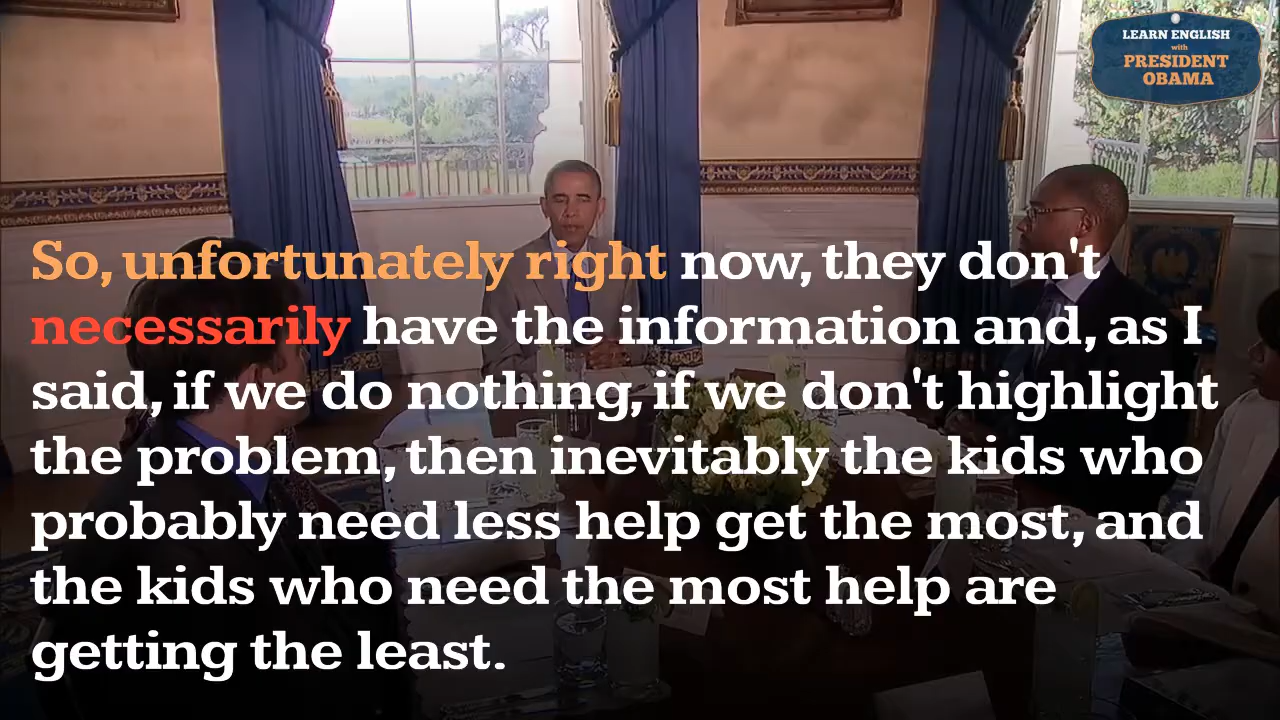 LEARN ENGLISH
with
PRESIDENT
OBAMA
So, unfortunately right now, they don't
necessarily have the information and, as I
said, if we do nothing, if we don't highlight
the problem, then inevitably the kids who
probably need less help get the most, and
the kids who need the most help are
getting the least.